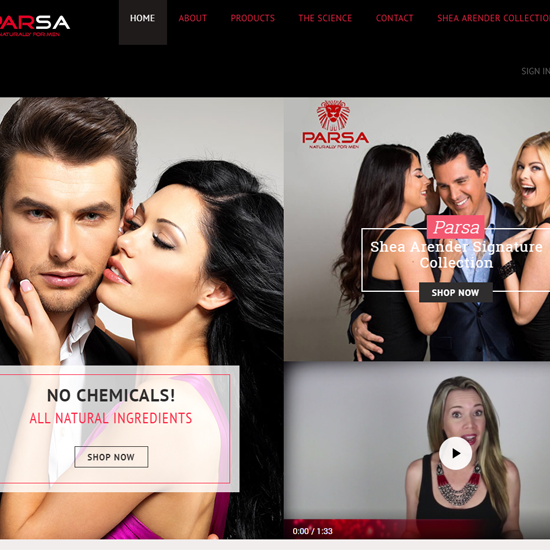 PARSA
NATURALLY FOR MEN
HOME
ABOUT
PRODUCTS
THE SCIENCE
CONTACT
SHEA ARENDER COLLECTION
SIGN IN
PARSA
NATURALLY FOR MEN
Parsa
Shea Arender Signature
Collection
SHOP NOW
NO CHEMICALS!
ALL NATURAL INGREDIENTS
SHOP NOW
0:00 / 1:33